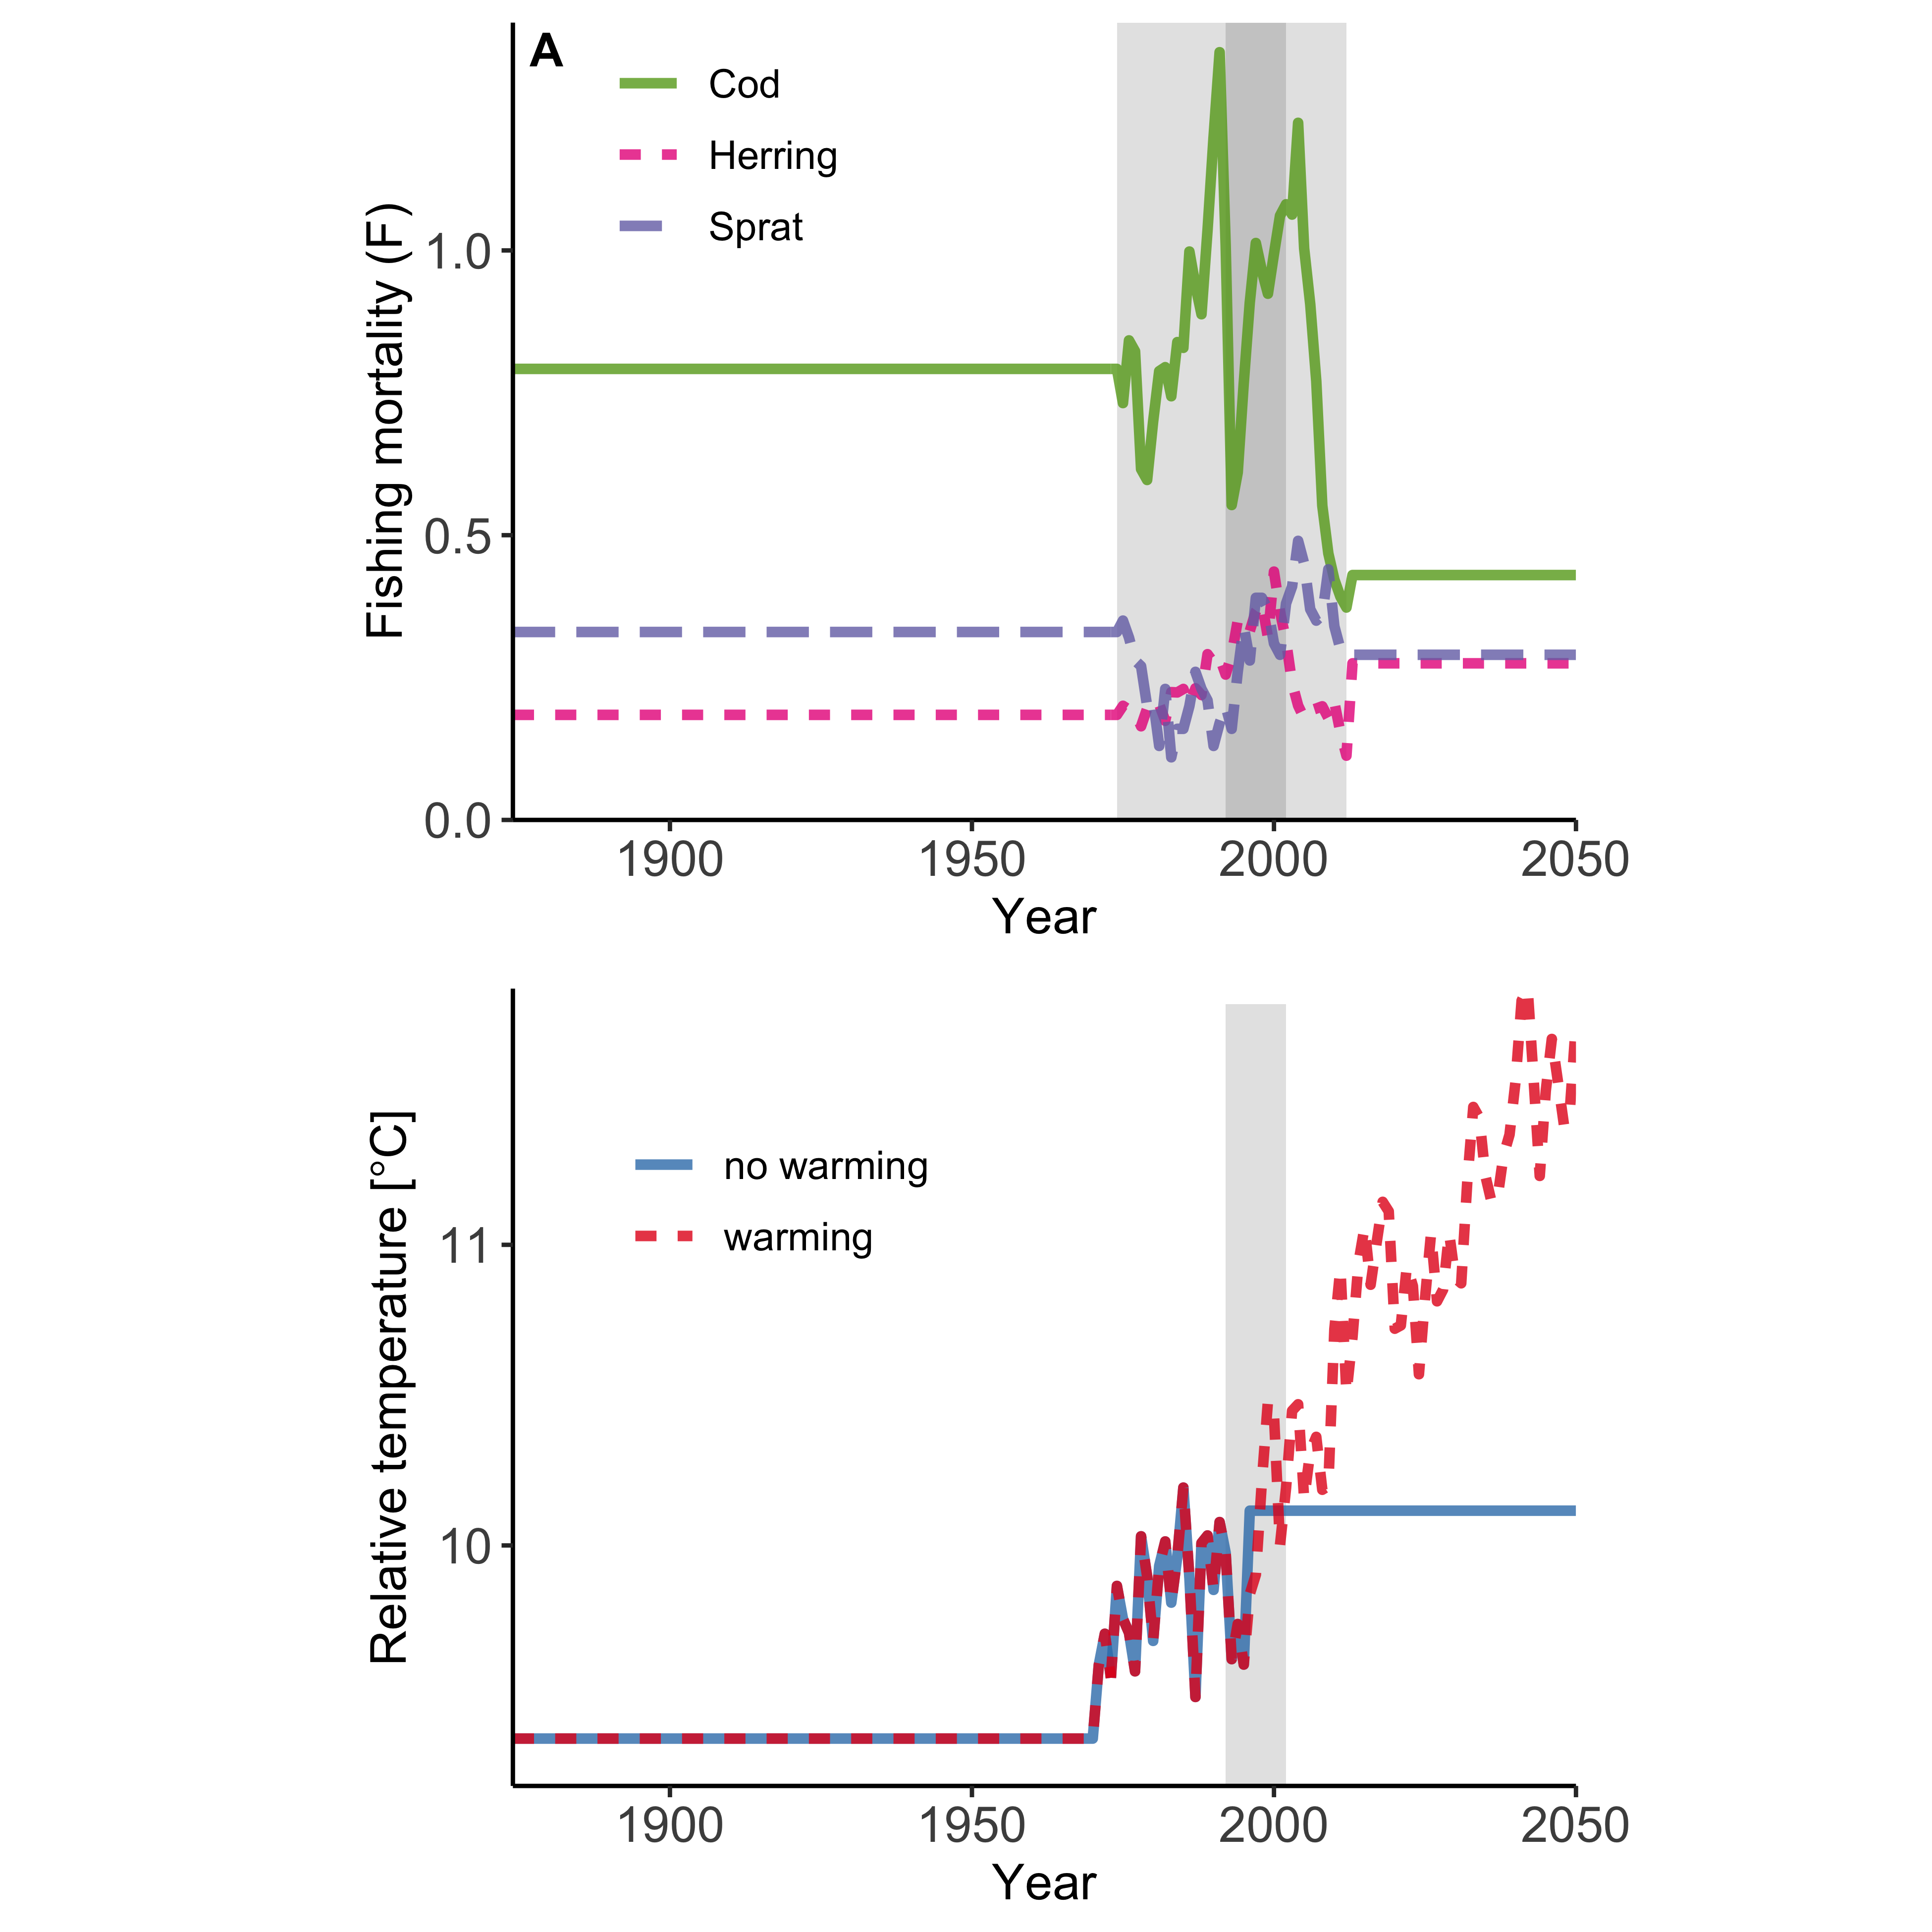 A
Cod
Herring
Sprat
Fishing mortality (F)
1.0
0.5
0.0
1900 1950 2000 2050
Year
no warming
warming
Relative temperature [°C]
11
10
1900 1950 2000 2050
Year